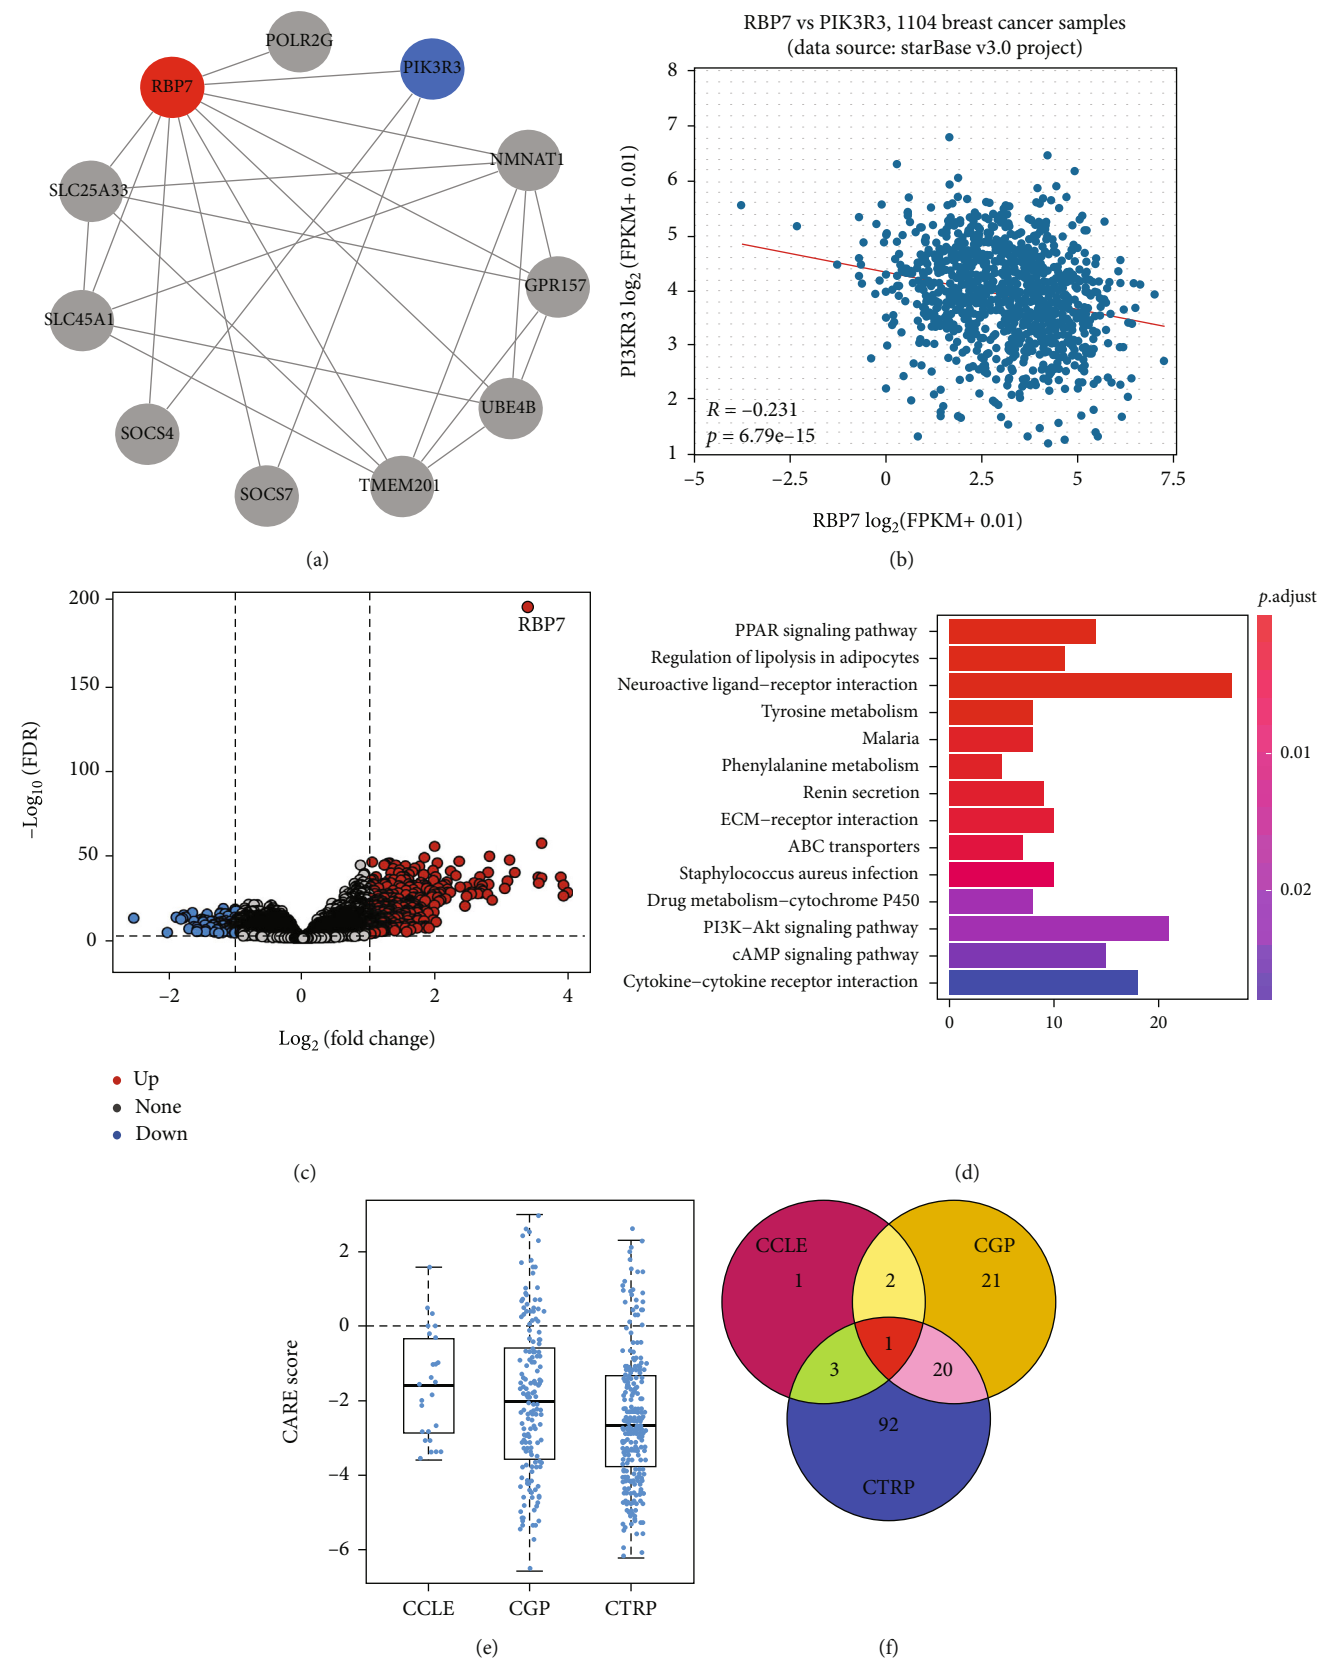 POLR2G
PIK3R3
RBP7
NMNAT1
SLC25A33
GPR157
SLC45A1
UBE4B
SOCS4
TMEM201
SOCS7
(a)
RBP7 vs PIK3R3, 1104 breast cancer samples
(data source: starBase v3.0 project)
PI3KR3 log2 (FPKM+ 0.01)
8
7
6
5
4
3
2
1
R = −0.231
p = 6.79e−15
−5 −2.5 0 2.5 5 7.5
RBP7 log2(FPKM+ 0.01)
(b)
−Log10 (FDR)
200
150
100
50
0
RBP7
−2 0 2 4
Log2 (fold change)
Up
None
Down
(c)
p.adjust
PPAR signaling pathway
Regulation of lipolysis in adipocytes
Neuroactive ligand−receptor interaction
Tyrosine metabolism
Malaria
Phenylalanine metabolism
Renin secretion
ECM−receptor interaction
ABC transporters
Staphylococcus aureus infection
Drug metabolism−cytochrome P450
PI3K−Akt signaling pathway
cAMP signaling pathway
Cytokine−cytokine receptor interaction
0 10 20
0.01
0.02
(d)
CARE score
2
0
−2
−4
−6
CCLE CGP CTRP
(e)
CCLE
CGP
1
2
21
1
3
20
92
CTRP
(f)